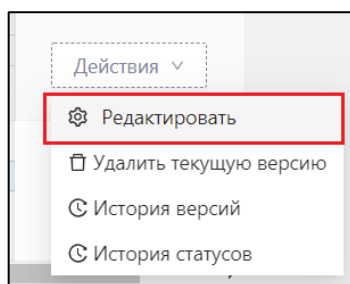 Действия
Редактировать
Удалить текущую версию
История версий
История статусов